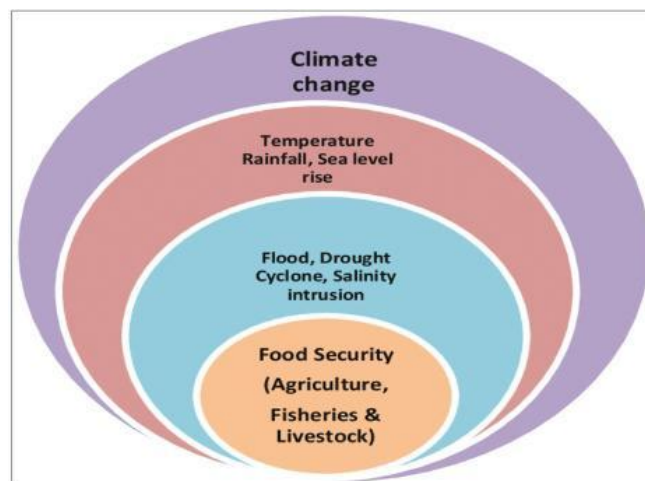 Climate
change
Temperature
Rainfall, Sea level
rise
Flood, Drought
Cyclone, Salinity
intrusion
Food Security
(Agriculture,
Fisheries &
Livestock)